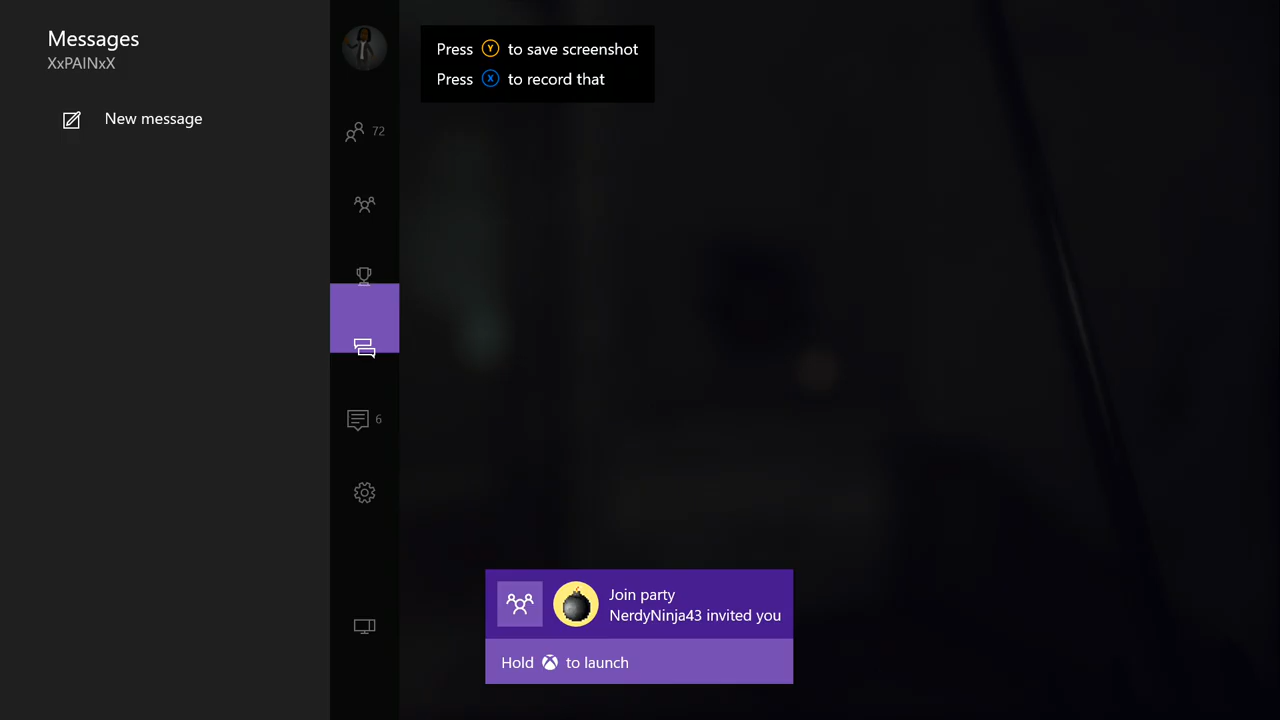 Messages
XxPAINxX
New message
72
6
Press Y to save screenshot
Press X to record that
Join party
NerdyNinja43 invited you
Hold to launch